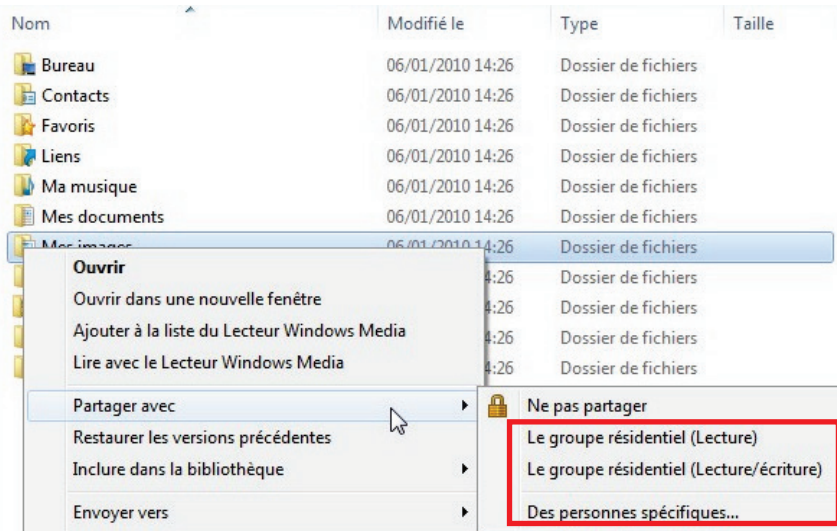 Nom Modifié le Type Taille
Bureau 06/01/2010 14:26 Dossier de fichiers
Contacts 06/01/2010 14:26 Dossier de fichiers
Favoris 06/01/2010 14:26 Dossier de fichiers
Liens 06/01/2010 14:26 Dossier de fichiers
Ma musique 06/01/2010 14:26 Dossier de fichiers
Mes documents 06/01/2010 14:26 Dossier de fichiers
Mes images 06/01/2010 14:26 Dossier de fichiers
Ouvrir 4:26 Dossier de fichiers
Ouvrir dans une nouvelle fenêtre 4:26 Dossier de fichiers
Ajouter à la liste du Lecteur Windows Media 4:26 Dossier de fichiers
Lire avec le Lecteur Windows Media 4:26 Dossier de fichiers
Partager avec Ne pas partager
Restaurer les versions précédentes Le groupe résidentiel (Lecture)
Inclure dans la bibliothèque Le groupe résidentiel (Lecture/écriture)
Envoyer vers Des personnes spécifiques...